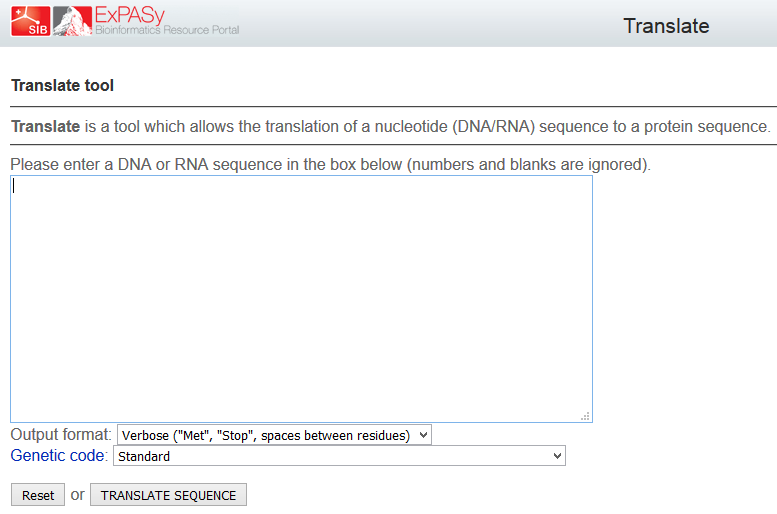 SIB
ExPASy
Bioinformatics Resource Portal
Translate
Translate tool
Translate is a tool which allows the translation of a nucleotide (DNA/RNA) sequence to a protein sequence.
Please enter a DNA or RNA sequence in the box below (numbers and blanks are ignored).
Output format: Verbose ("Met", "Stop", spaces between residues)
Genetic code: Standard
Reset or TRANSLATE SEQUENCE